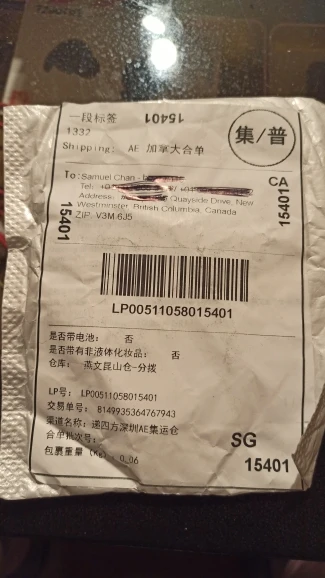 一段标签
15401
1332
集/普
Shipping: AE 加拿大合单
To: Samuel Chan -
CA
Tel:
Address: Quayside Drive, New
Westminster, British Columbia, Canada
ZIP: V3M 6J5
15401
15401
LP00511058015401
是否带电池: 否
是否带有非液体化妆品: 否
仓库: 燕文昆山仓-分拨
LP号: LP00511058015401
交易单号: 8149935364767943
渠道名称: 递四方深圳AE集运仓
合单批次号:
包裹重量 (Kg): 0.06
SG
15401